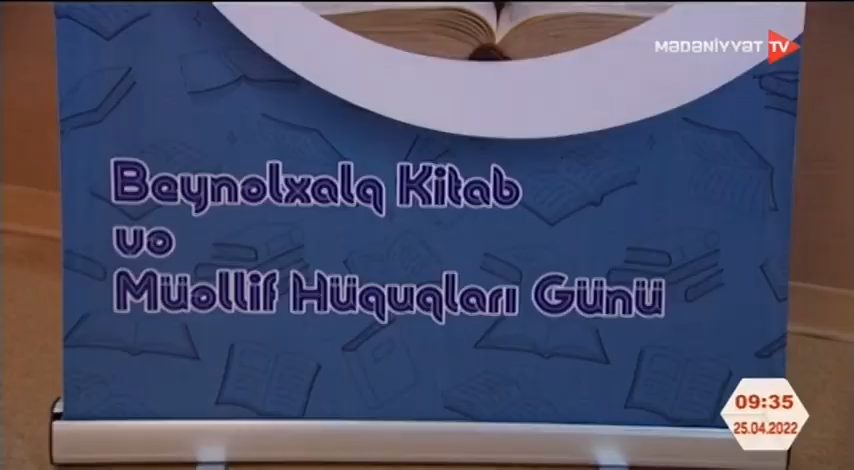 MƏDƏNİYYƏT TV
Beynəlxalq Kitab
və
Müəllif Hüquqları Günü
09:35
25.04.2022